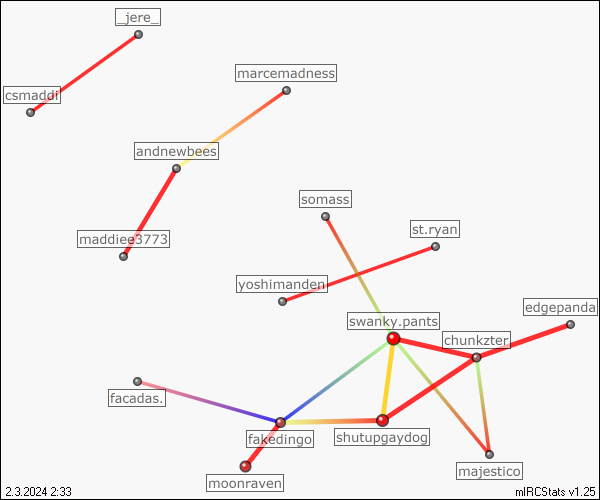 _jere_
marcemadness
csmaddi
andnewbees
somass
st.ryan
maddiee3773
yoshimanden
edgepanda
swanky.pants
chunkzter
facadas.
fakedingo
shutupgaydog
majestico
moonraven
2.3.2024 2:33
mIRCStats v1.25